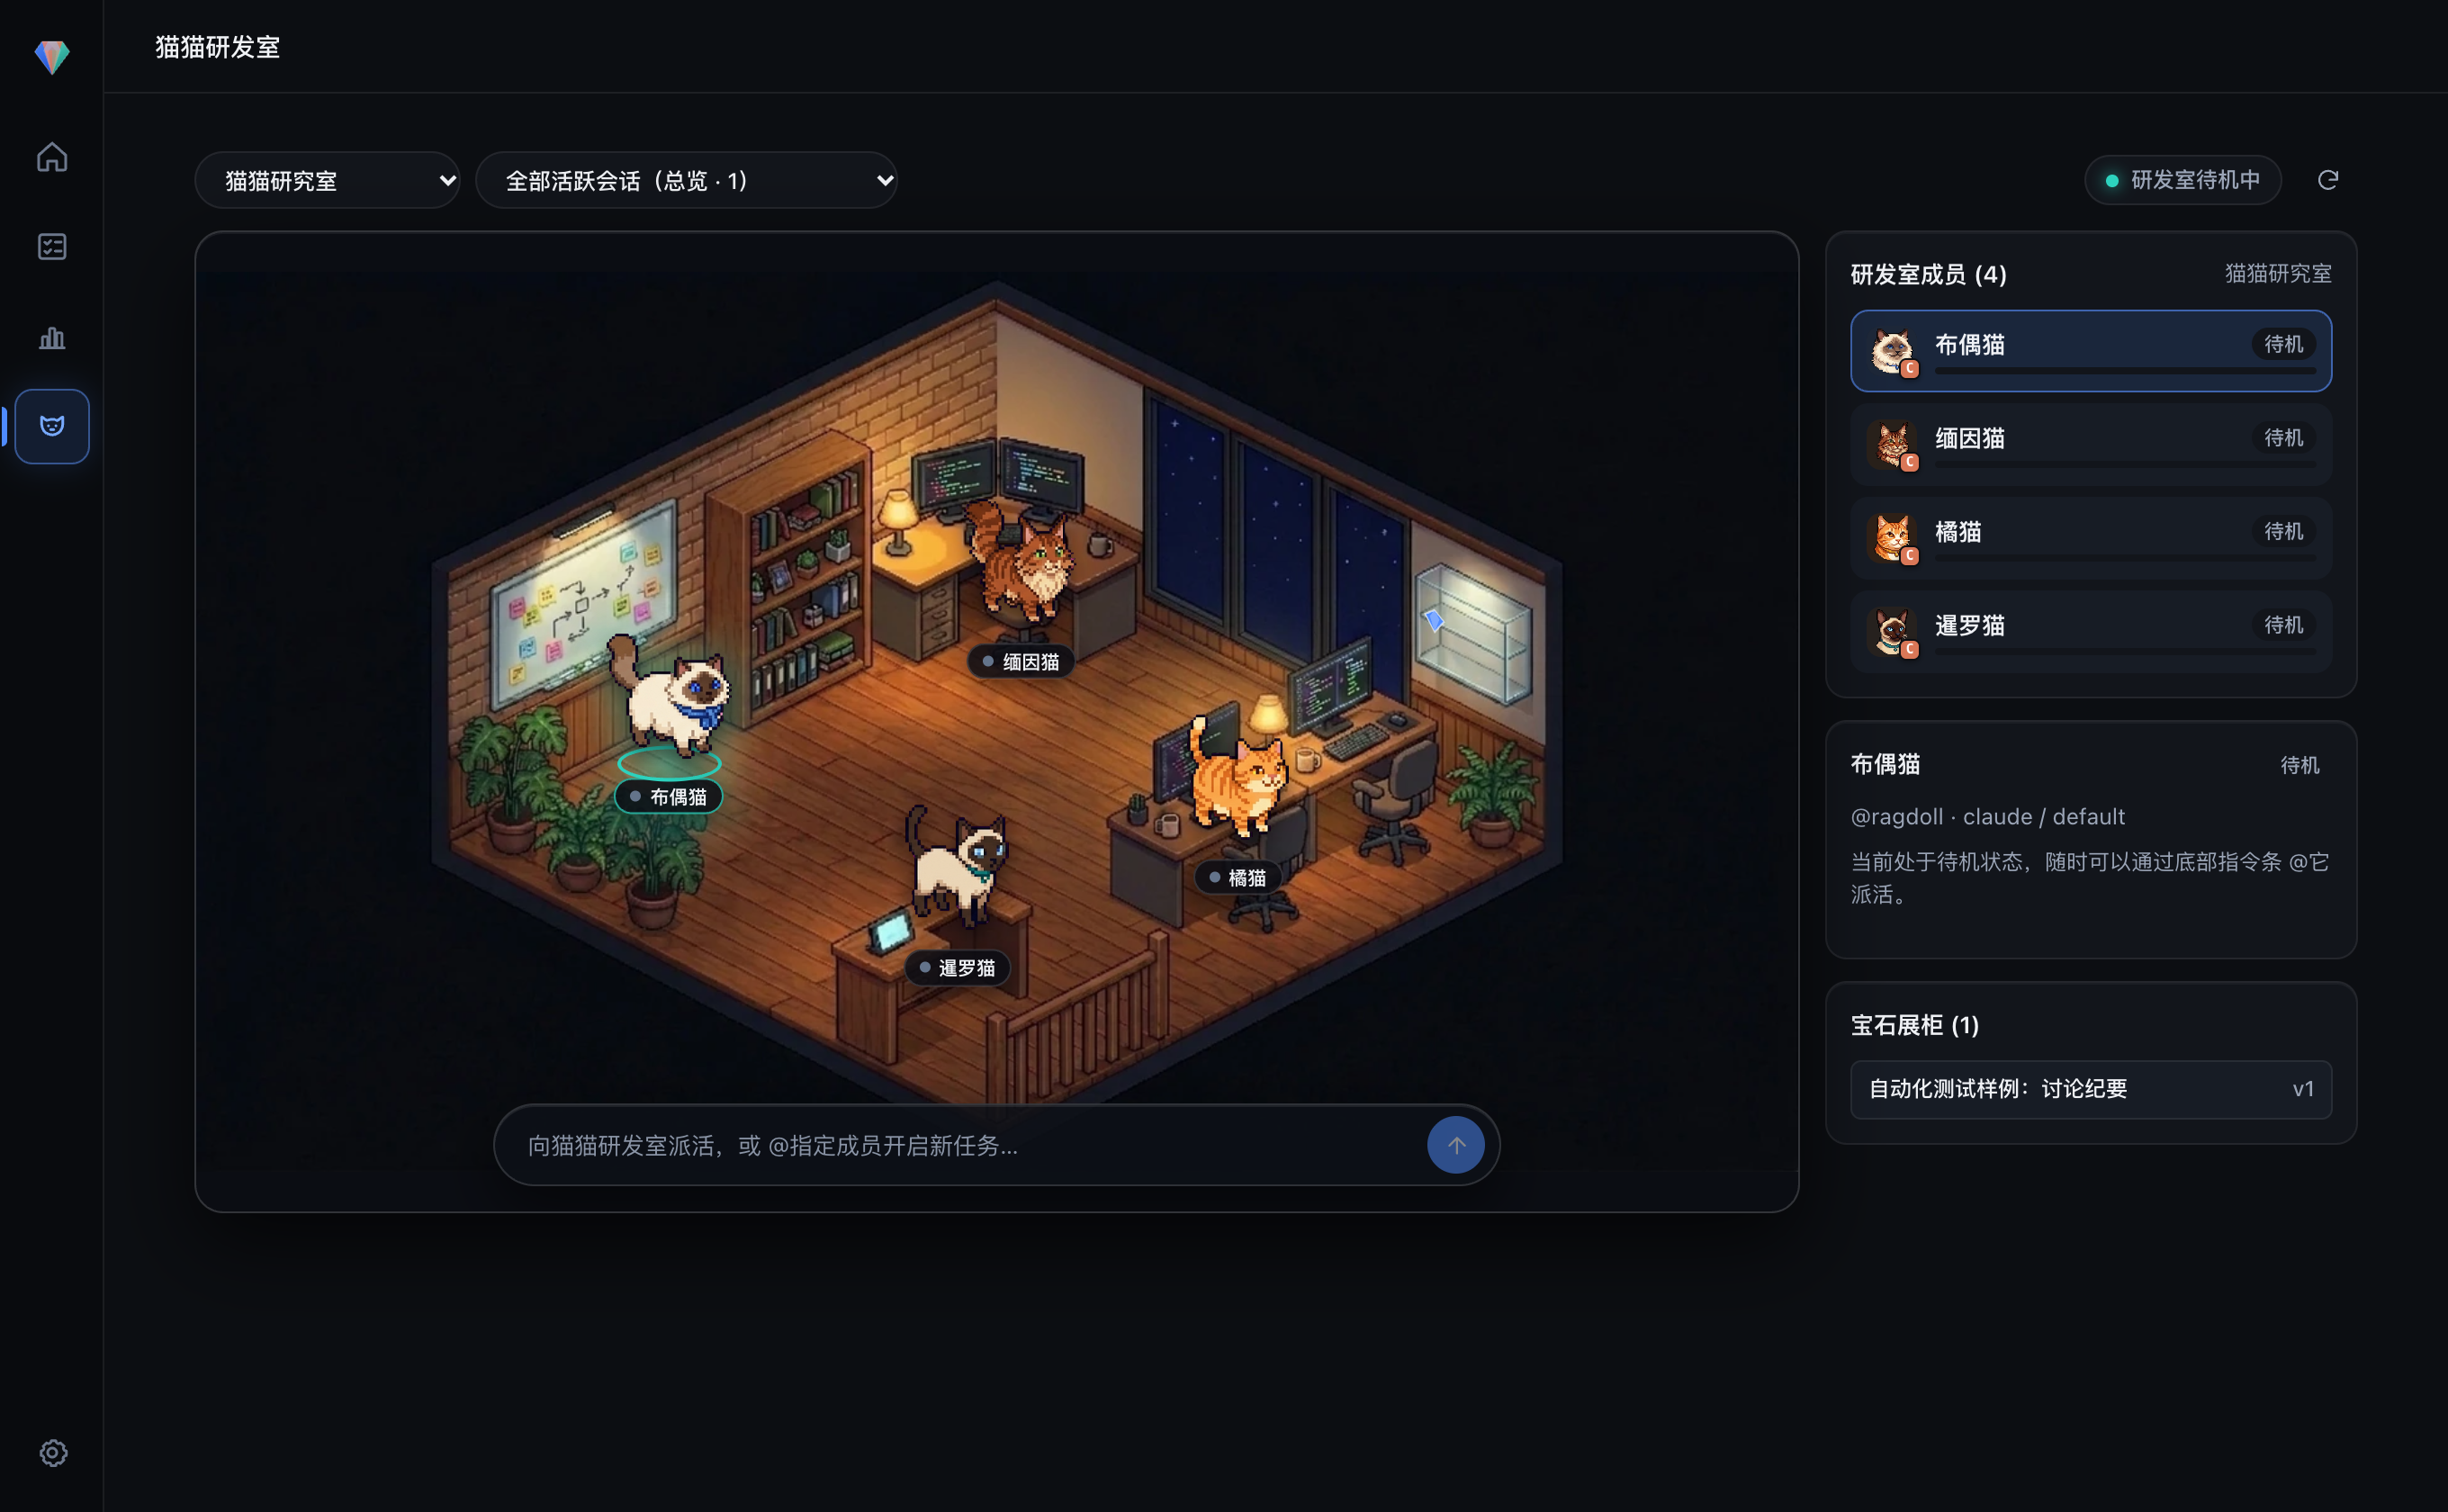 猫猫研发室
猫猫研究室
全部活跃会话（总览 · 1）
研发室待机中
缅因猫
布偶猫
橘猫
暹罗猫
向猫猫研发室派活，或 @指定成员开启新任务...
研发室成员 (4)
猫猫研究室
布偶猫
待机
C
缅因猫
待机
C
橘猫
待机
C
暹罗猫
待机
C
布偶猫
待机
@ragdoll · claude / default
当前处于待机状态，随时可以通过底部指令条 @它
派活。
宝石展柜 (1)
自动化测试样例：讨论纪要
v1